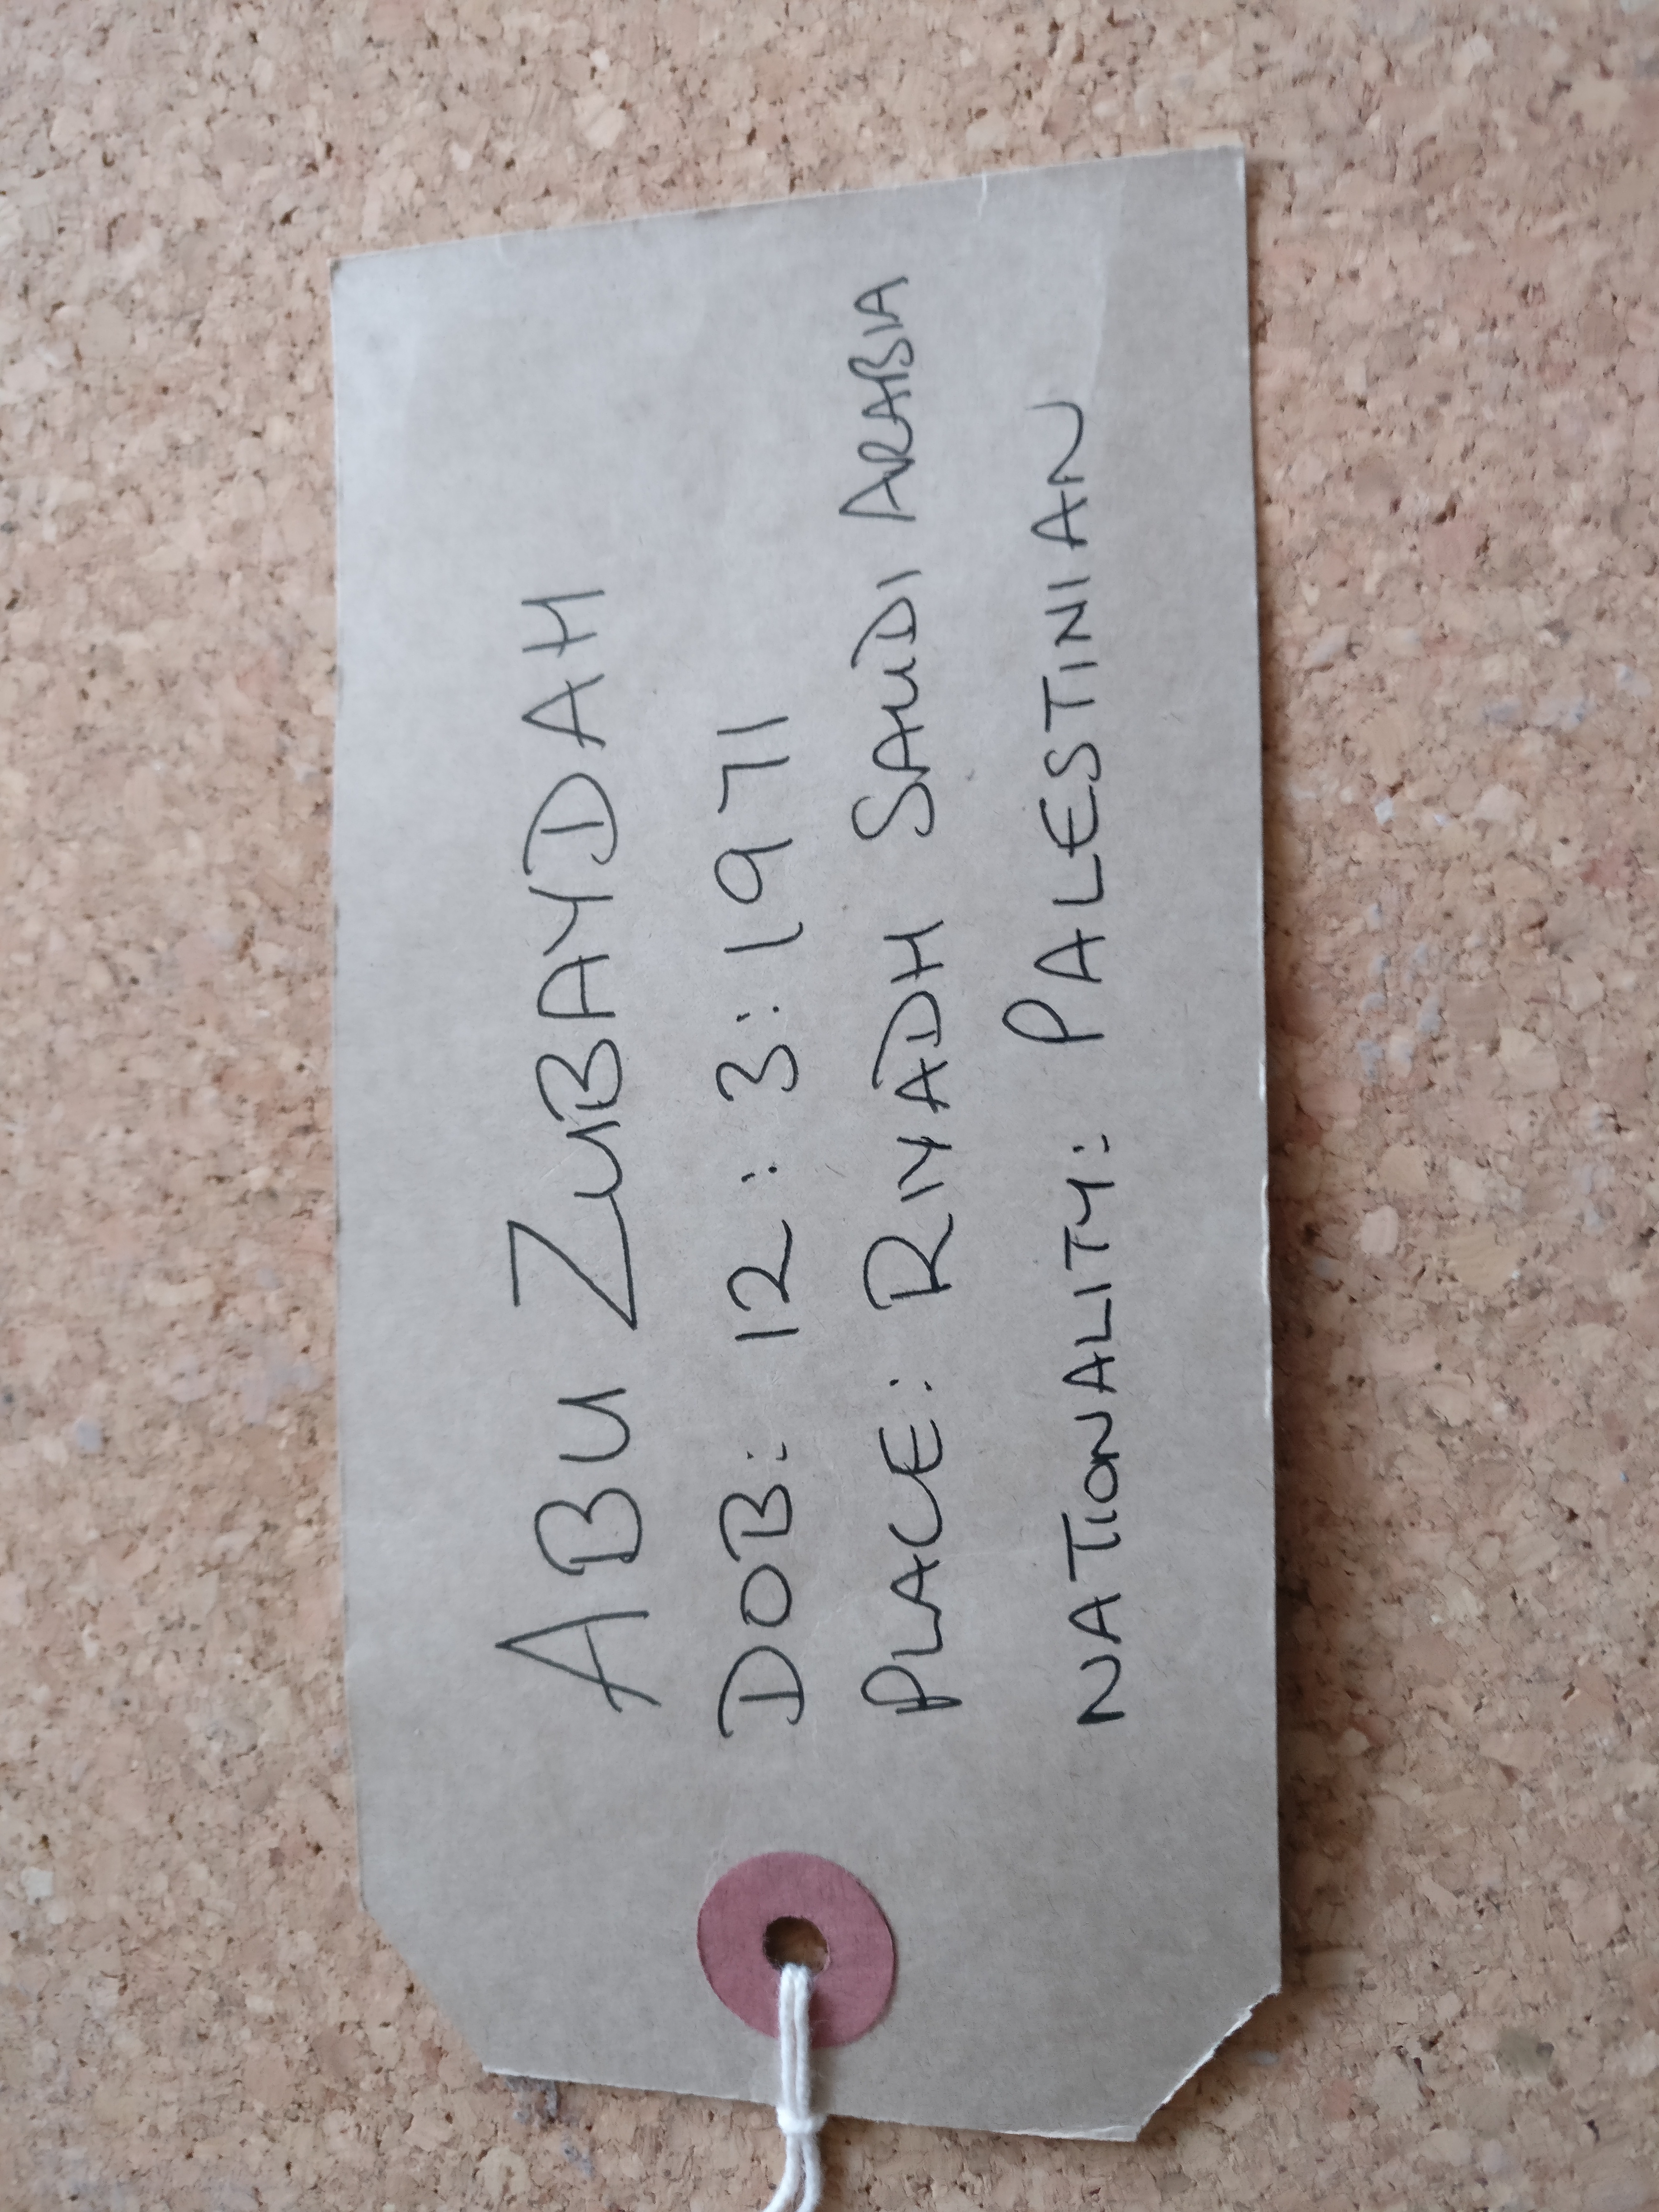 ABU ZUBAYDAH
DOB: 12:3:1971
PLACE: RIYADH SAUDI ARABIA
NATIONALITY: PALESTINIAN